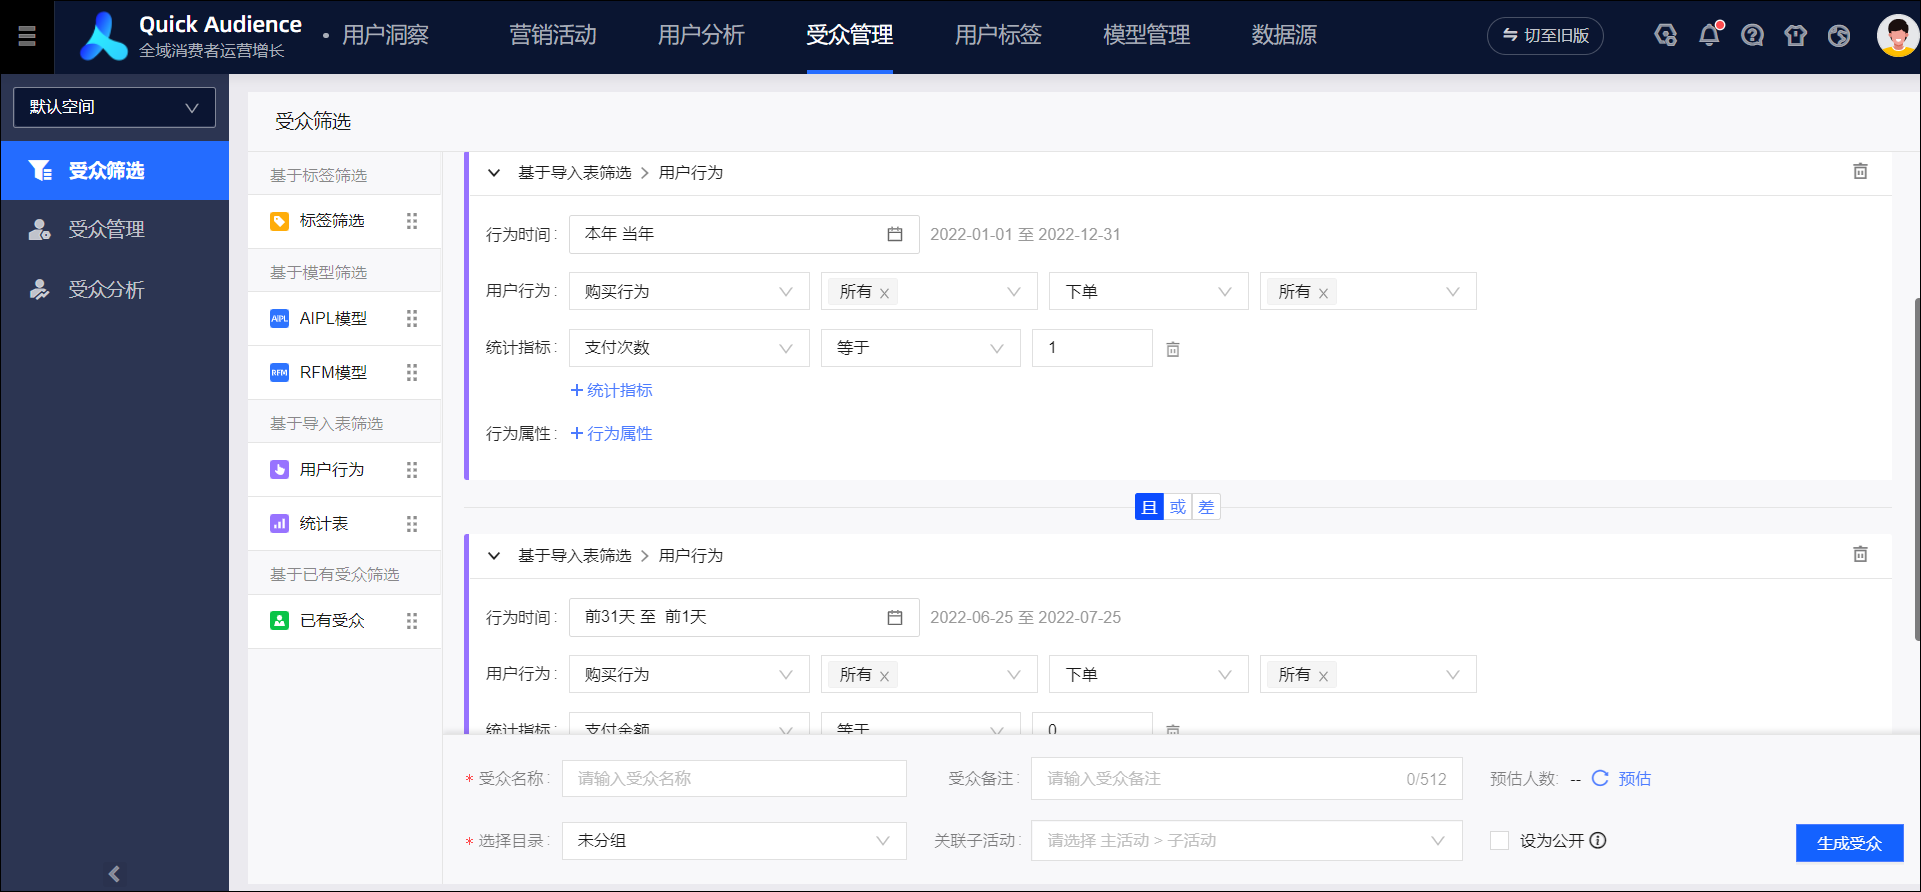 Quick Audience
全域消费者运营增长
用户洞察
营销活动
用户分析
受众管理
用户标签
模型管理
数据源
切至旧版
默认空间
受众筛选
受众管理
受众分析
受众筛选
基于标签筛选
标签筛选
基于模型筛选
AIPL AIPL模型
RFM RFM模型
基于导入表筛选
用户行为
统计表
基于已有受众筛选
已有受众
基于导入表筛选 > 用户行为
行为时间: 本年 当年 2022-01-01 至 2022-12-31
用户行为: 购买行为 所有 x 下单 所有 x
统计指标: 支付次数 等于 1
+ 统计指标
行为属性: + 行为属性
且 或 差
基于导入表筛选 > 用户行为
行为时间: 前31天 至 前1天 2022-06-25 至 2022-07-25
用户行为: 购买行为 所有 x 下单 所有 x
统计指标: 支付金额 等于 0
* 受众名称: 请输入受众名称 受众备注: 请输入受众备注 0/512 预估人数: -- 预估
* 选择目录: 未分组 关联子活动: 请选择 主活动 > 子活动 设为公开
生成受众